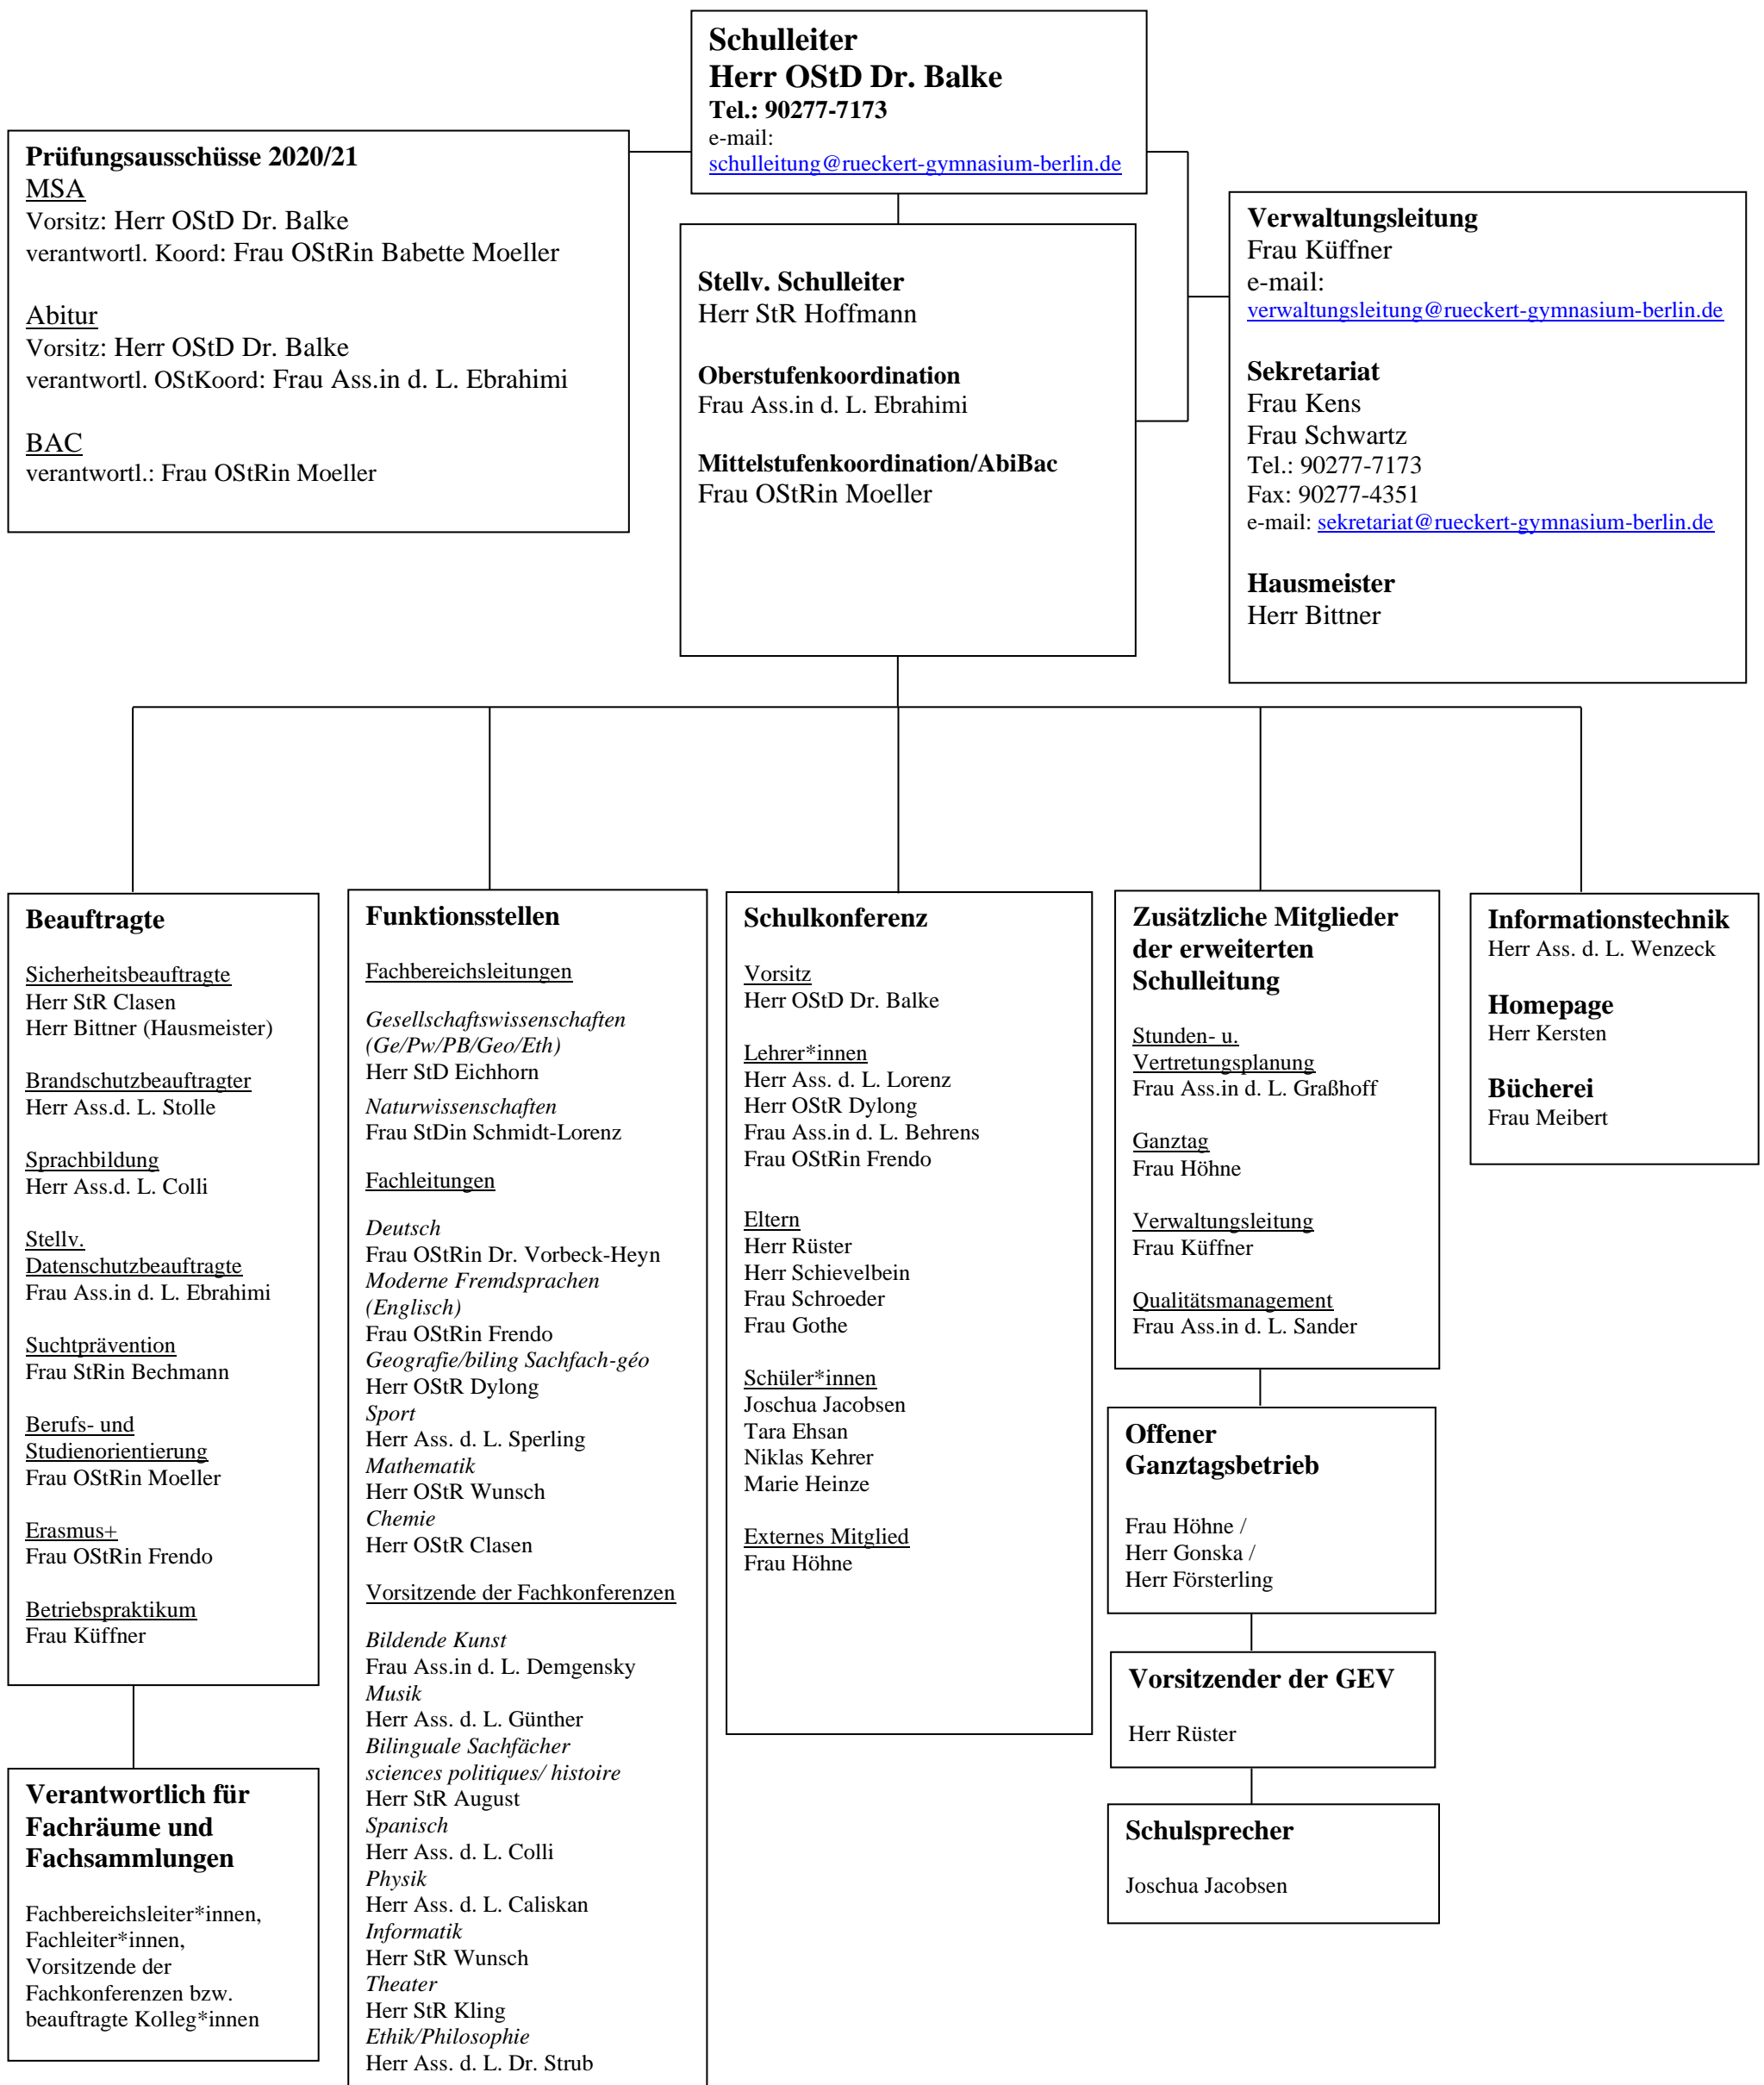 Schulleiter
Herr OStD Dr. Balke
Tel.: 90277-7173
e-mail:
schulleitung@rueckert-gymnasium-berlin.de
Prüfungsausschüsse 2020/21
MSA
Vorsitz: Herr OStD Dr. Balke
verantwortl. Koord: Frau OStRin Babette Moeller
Abitur
Vorsitz: Herr OStD Dr. Balke
verantwortl. OStKoord: Frau Ass.in d. L. Ebrahimi
BAC
verantwortl.: Frau OStRin Moeller
Stellv. Schulleiter
Herr StR Hoffmann
Oberstufenkoordination
Frau Ass.in d. L. Ebrahimi
Mittelstufenkoordination/AbiBac
Frau OStRin Moeller
Verwaltungsleitung
Frau Küffner
e-mail:
verwaltungsleitung@rueckert-gymnasium-berlin.de
Sekretariat
Frau Kens
Frau Schwartz
Tel.: 90277-7173
Fax: 90277-4351
e-mail: sekretariat@rueckert-gymnasium-berlin.de
Hausmeister
Herr Bittner
Beauftragte
Sicherheitsbeauftragte
Herr StR Clasen
Herr Bittner (Hausmeister)
Brandschutzbeauftragter
Herr Ass.d. L. Stolle
Sprachbildung
Herr Ass.d. L. Colli
Stellv.
Datenschutzbeauftragte
Frau Ass.in d. L. Ebrahimi
Suchtprävention
Frau StRin Bechmann
Berufs- und
Studienorientierung
Frau OStRin Moeller
Erasmus+
Frau OStRin Frendo
Betriebspraktikum
Frau Küffner
Verantwortlich für
Fachräume und
Fachsammlungen
Fachbereichsleiter*innen,
Fachleiter*innen,
Vorsitzende der
Fachkonferenzen bzw.
beauftragte Kolleg*innen
Funktionsstellen
Fachbereichsleitungen
Gesellschaftswissenschaften
(Ge/Pw/PB/Geo/Eth)
Herr StD Eichhorn
Naturwissenschaften
Frau StDin Schmidt-Lorenz
Fachleitungen
Deutsch
Frau OStRin Dr. Vorbeck-Heyn
Moderne Fremdsprachen
(Englisch)
Frau OStRin Frendo
Geografie/biling Sachfach-géo
Herr OStR Dylong
Sport
Herr Ass. d. L. Sperling
Mathematik
Herr OStR Wunsch
Chemie
Herr OStR Clasen
Vorsitzende der Fachkonferenzen
Bildende Kunst
Frau Ass.in d. L. Demgensky
Musik
Herr Ass. d. L. Günther
Bilinguale Sachfächer
sciences politiques/ histoire
Herr StR August
Spanisch
Herr Ass. d. L. Colli
Physik
Herr Ass. d. L. Caliskan
Informatik
Herr StR Wunsch
Theater
Herr StR Kling
Ethik/Philosophie
Herr Ass. d. L. Dr. Strub
Schulkonferenz
Vorsitz
Herr OStD Dr. Balke
Lehrer*innen
Herr Ass. d. L. Lorenz
Herr OStR Dylong
Frau Ass.in d. L. Behrens
Frau OStRin Frendo
Eltern
Herr Rüster
Herr Schievelbein
Frau Schroeder
Frau Gothe
Schüler*innen
Joschua Jacobsen
Tara Ehsan
Niklas Kehrer
Marie Heinze
Externes Mitglied
Frau Höhne
Zusätzliche Mitglieder
der erweiterten
Schulleitung
Stunden- u.
Vertretungsplanung
Frau Ass.in d. L. Graßhoff
Ganztag
Frau Höhne
Verwaltungsleitung
Frau Küffner
Qualitätsmanagement
Frau Ass.in d. L. Sander
Offener
Ganztagsbetrieb
Frau Höhne /
Herr Gonska /
Herr Försterling
Vorsitzender der GEV
Herr Rüster
Schulsprecher
Joschua Jacobsen
Informationstechnik
Herr Ass. d. L. Wenzeck
Homepage
Herr Kersten
Bücherei
Frau Meibert